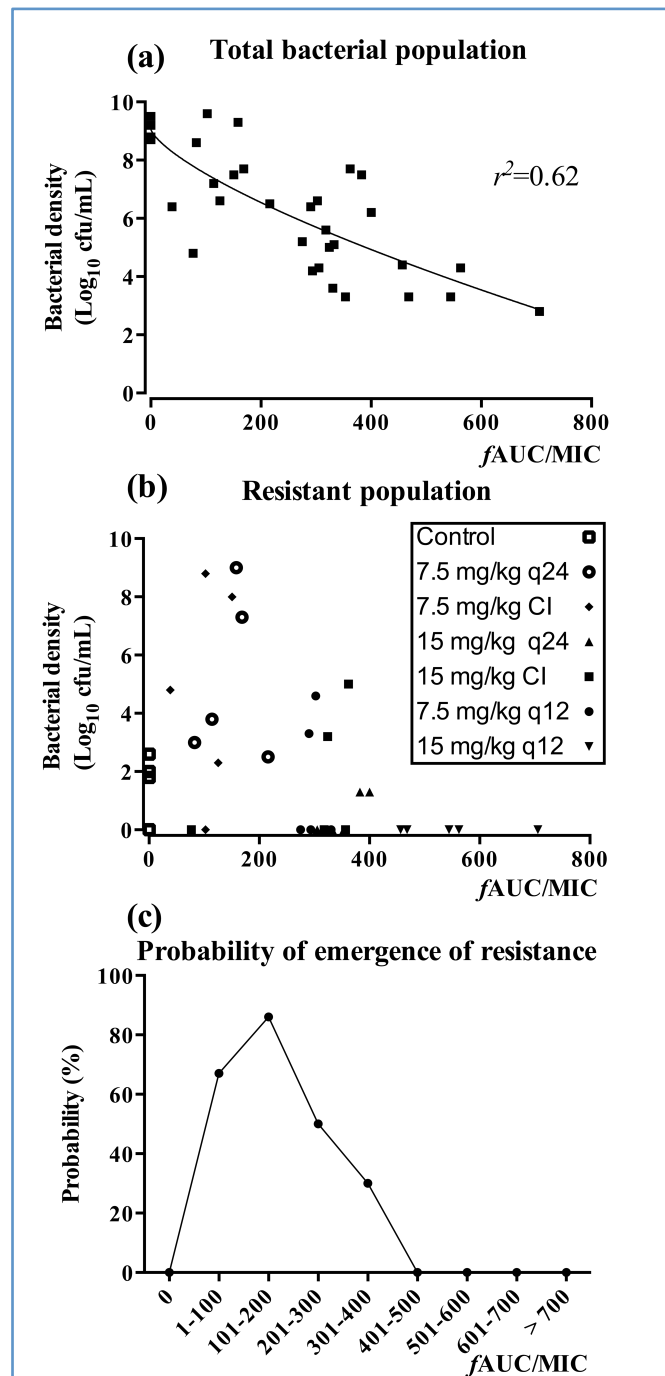 (a) Total bacterial population
Bacterial density
(Log10 cfu/mL)
10
8
6
4
2
0
r2=0.62
0 200 400 600 800
fAUC/MIC
(b) Resistant population
Bacterial density
(Log10 cfu/mL)
10
8
6
4
2
0
Control
7.5 mg/kg q24
7.5 mg/kg CI
15 mg/kg q24
15 mg/kg CI
7.5 mg/kg q12
15 mg/kg q12
0 200 400 600 800
fAUC/MIC
(c)
Probability of emergence of resistance
Probability (%)
100
80
60
40
20
0
0 1-100 101-200 201-300 301-400 401-500 501-600 601-700 > 700
fAUC/MIC